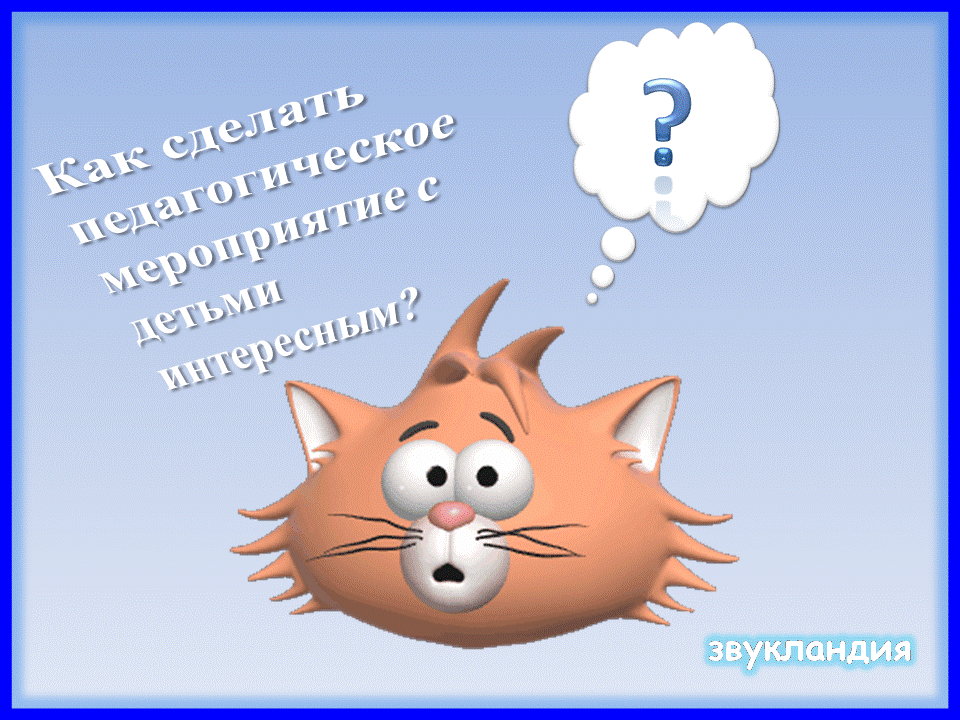 Как сделать
педагогическое
мероприятие с
детьми
интересным?
?
звукландия